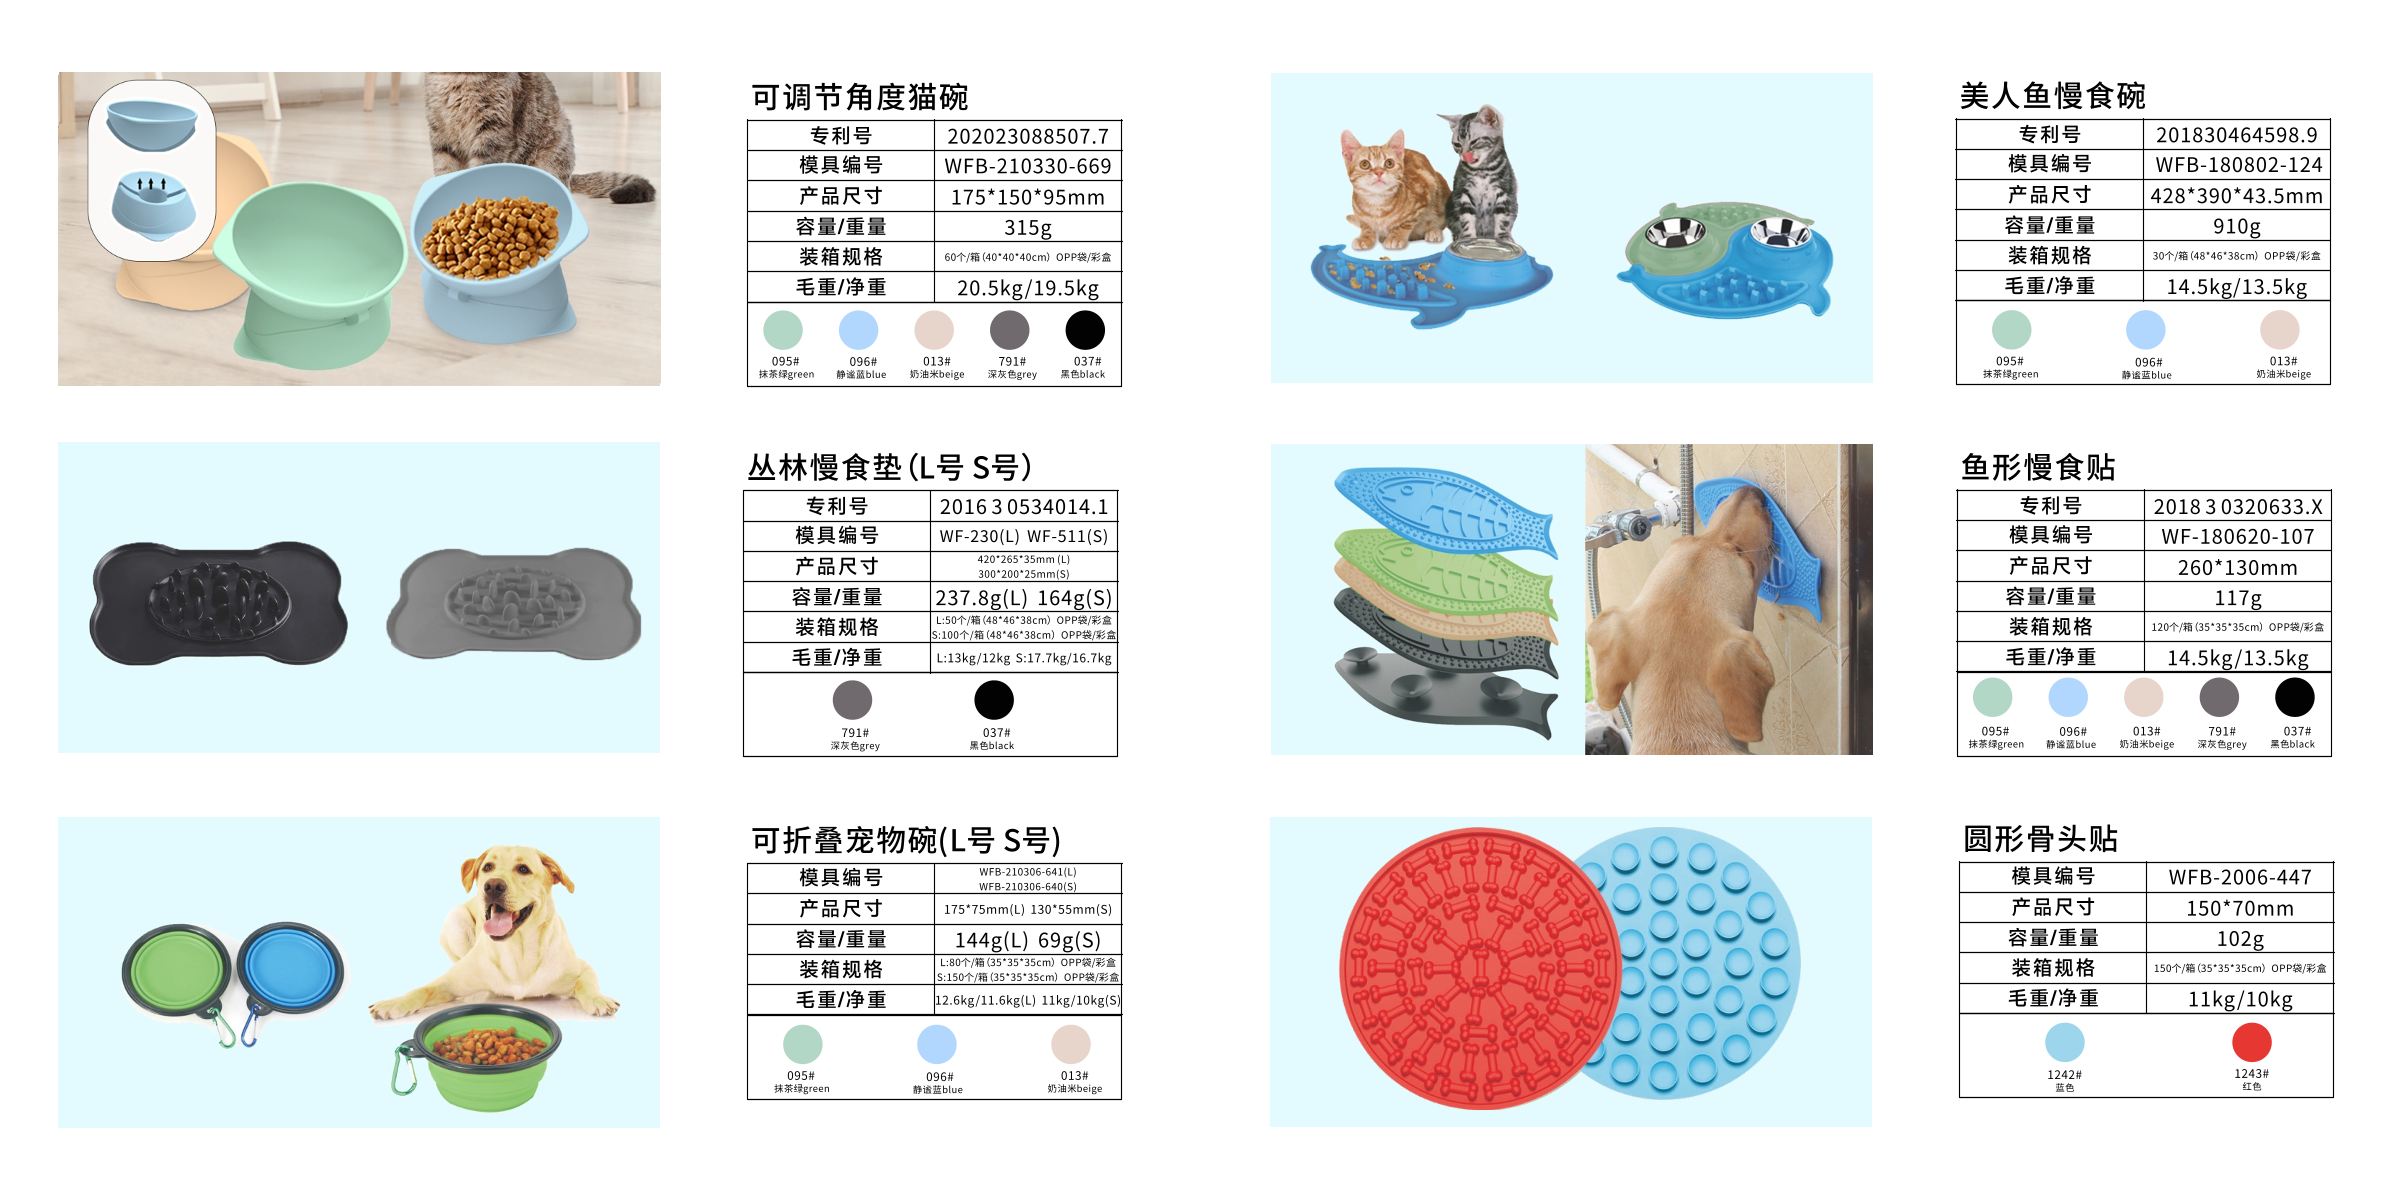 可调节角度猫碗
专利号 202023088507.7
模具编号 WFB-210330-669
产品尺寸 175*150*95mm
容量/重量 315g
装箱规格 60个/箱(40*40*40cm) OPP袋/彩盒
毛重/净重 20.5kg/19.5kg
095# 096# 013# 791# 037#
抹茶绿green 静谧蓝blue 奶油米beige 深灰色grey 黑色black
美人鱼慢食碗
专利号 201830464598.9
模具编号 WFB-180802-124
产品尺寸 428*390*43.5mm
容量/重量 910g
装箱规格 30个/箱(48*46*38cm) OPP袋/彩盒
毛重/净重 14.5kg/13.5kg
095# 096# 013#
抹茶绿green 静谧蓝blue 奶油米beige
丛林慢食垫(L号 S号)
专利号 2016 3 0534014.1
模具编号 WF-230(L) WF-511(S)
产品尺寸 420*265*35mm (L)
300*200*25mm(S)
容量/重量 237.8g(L) 164g(S)
装箱规格 L:50个/箱(48*46*38cm) OPP袋/彩盒
S:100个/箱(48*46*38cm) OPP袋/彩盒
毛重/净重 L:13kg/12kg S:17.7kg/16.7kg
791# 037#
深灰色grey 黑色black
鱼形慢食贴
专利号 2018 3 0320633.X
模具编号 WF-180620-107
产品尺寸 260*130mm
容量/重量 117g
装箱规格 120个/箱(35*35*35cm) OPP袋/彩盒
毛重/净重 14.5kg/13.5kg
095# 096# 013# 791# 037#
抹茶绿green 静谧蓝blue 奶油米beige 深灰色grey 黑色black
可折叠宠物碗(L号 S号)
模具编号 WFB-210306-641(L)
WFB-210306-640(S)
产品尺寸 175*75mm(L) 130*55mm(S)
容量/重量 144g(L) 69g(S)
装箱规格 L:80个/箱(35*35*35cm) OPP袋/彩盒
S:150个/箱(35*35*35cm) OPP袋/彩盒
毛重/净重 12.6kg/11.6kg(L) 11kg/10kg(S)
095# 096# 013#
抹茶绿green 静谧蓝blue 奶油米beige
圆形骨头贴
模具编号 WFB-2006-447
产品尺寸 150*70mm
容量/重量 102g
装箱规格 150个/箱(35*35*35cm) OPP袋/彩盒
毛重/净重 11kg/10kg
1242# 1243#
蓝色 红色